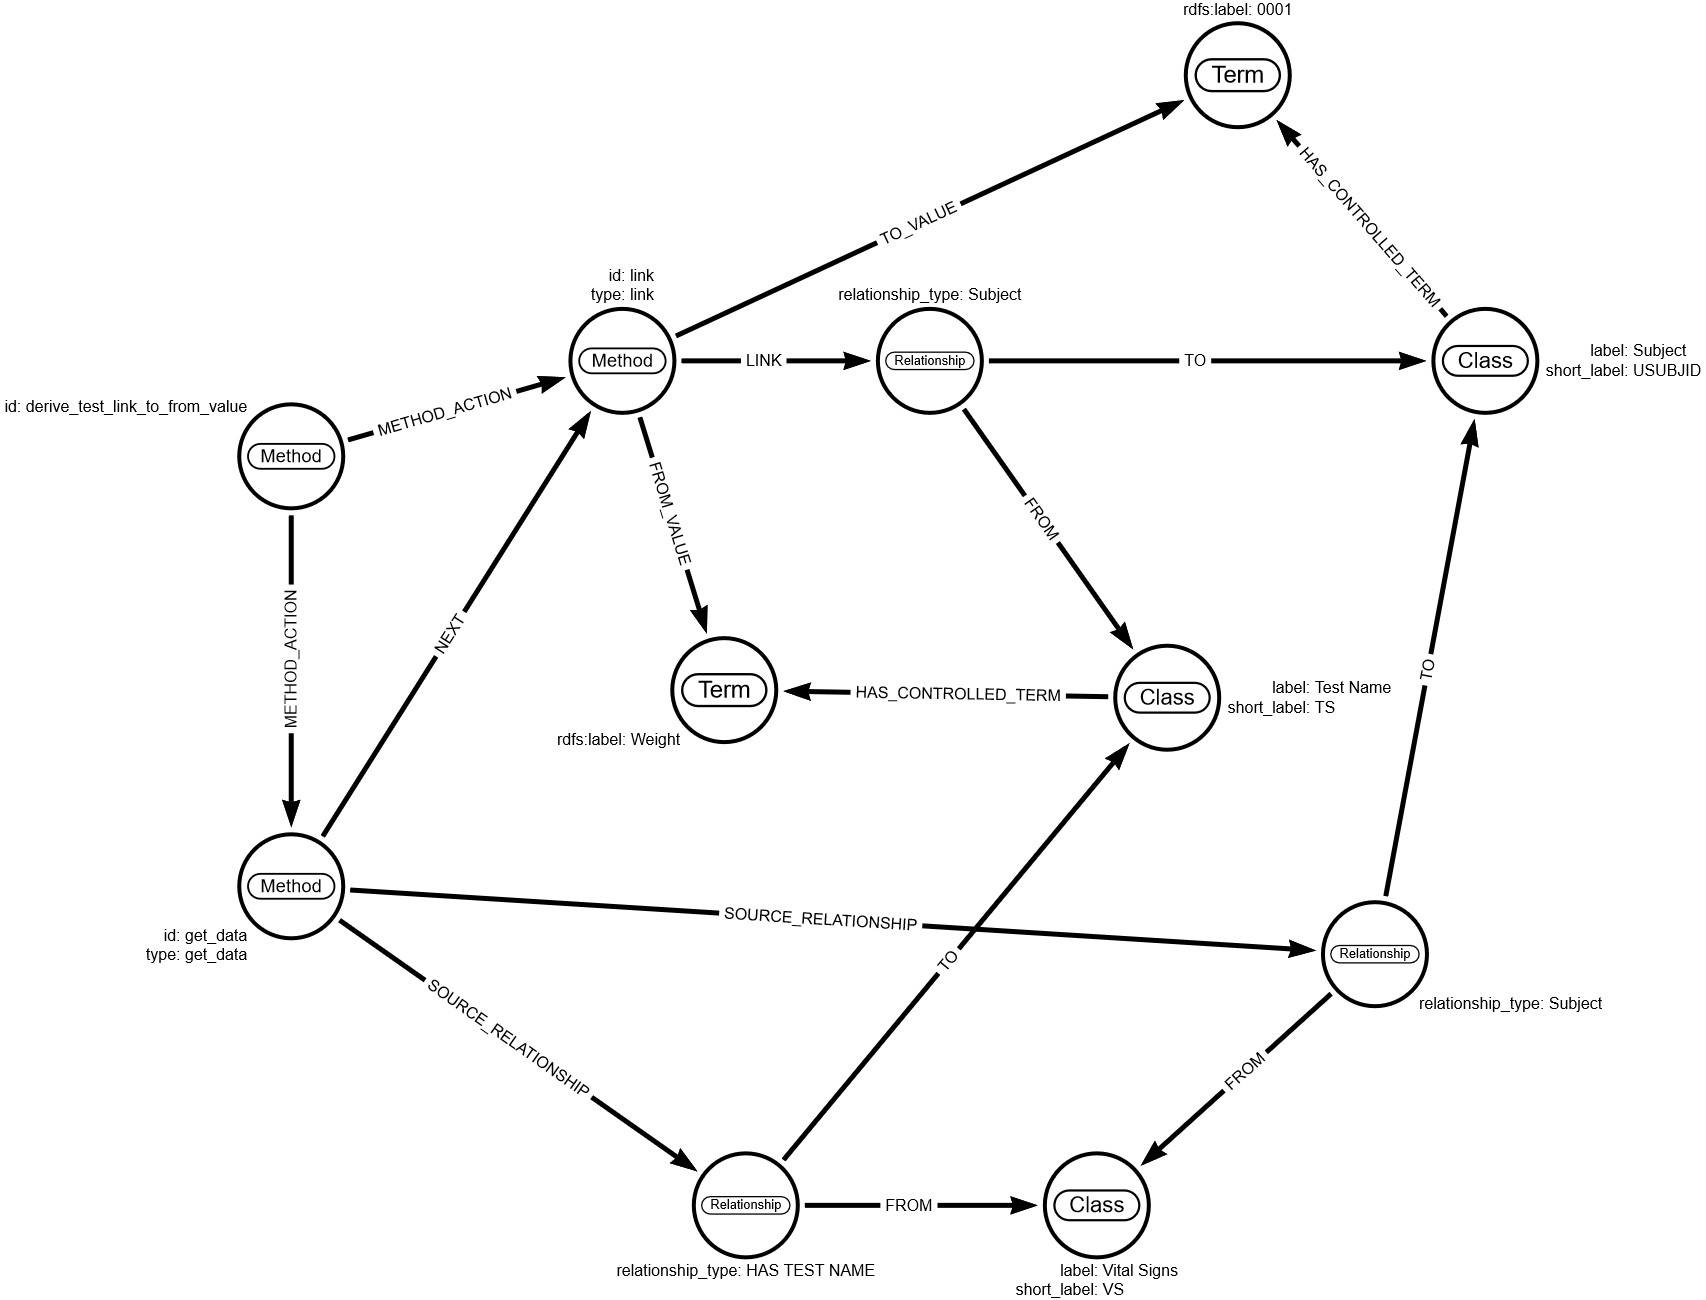 rdfs:label: 0001
Term
HAS_CONTROLLED_TERM
TO_VALUE
id: link
type: link
relationship_type: Subject
Method
LINK
Relationship
TO
Class
label: Subject
short_label: USUBJID
id: derive_test_link_to_from_value
METHOD_ACTION
Method
FROM_VALUE
FROM
METHOD_ACTION
NEXT
TO
Term
HAS_CONTROLLED_TERM
Class
label: Test Name
short_label: TS
rdfs:label: Weight
Method
SOURCE_RELATIONSHIP
id: get_data
type: get_data
TO
Relationship
relationship_type: Subject
SOURCE_RELATIONSHIP
FROM
Relationship
FROM
Class
relationship_type: HAS TEST NAME
label: Vital Signs
short_label: VS